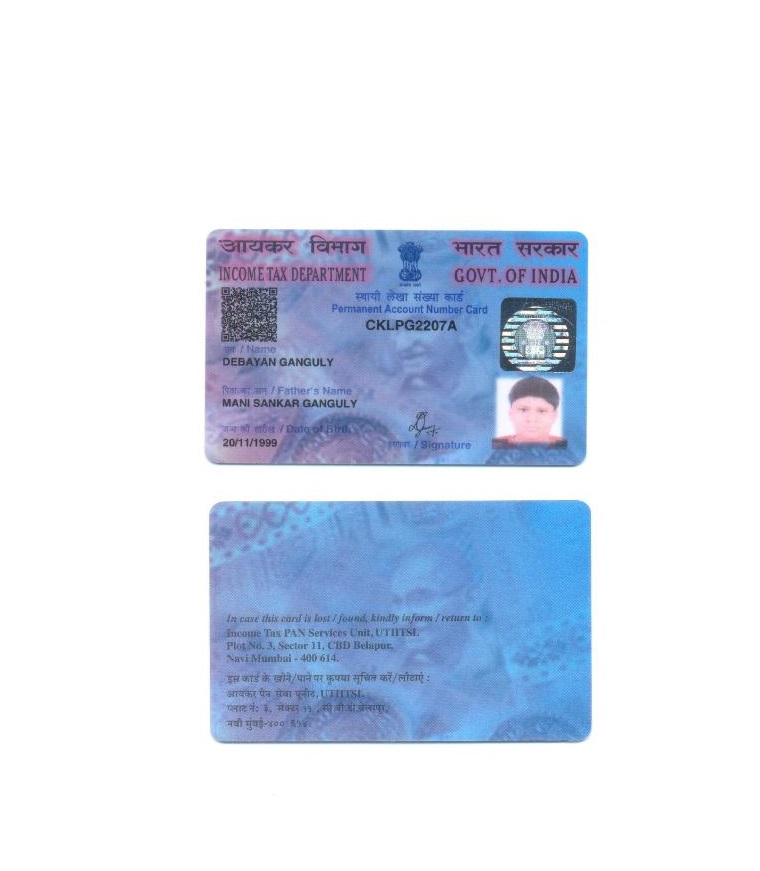 आयकर विभाग
INCOME TAX DEPARTMENT
भारत सरकार
GOVT. OF INDIA
स्थायी लेखा संख्या कार्ड
Permanent Account Number Card
CKLPG2207A
/ Name
DEBAYAN GANGULY
/ Father's Name
MANI SANKAR GANGULY
/ Date of Birth
20/11/1999
/ Signature
In case this card is lost / found, kindly inform / return to :
Income Tax PAN Services Unit, UTIITSL
Plot No. 3, Sector 11, CBD Belapur,
Navi Mumbai - 400 614.
इस कार्ड के खोने/पाने पर कृपया सूचित करें/लौटाएं :
आयकर पैन सेवा यूनीट, UTIITSL
प्लाट नं: ३, सेक्टर ११ , सी.बी.डी.बेलापुर,
नवी मुंबई-४०० ६१४.